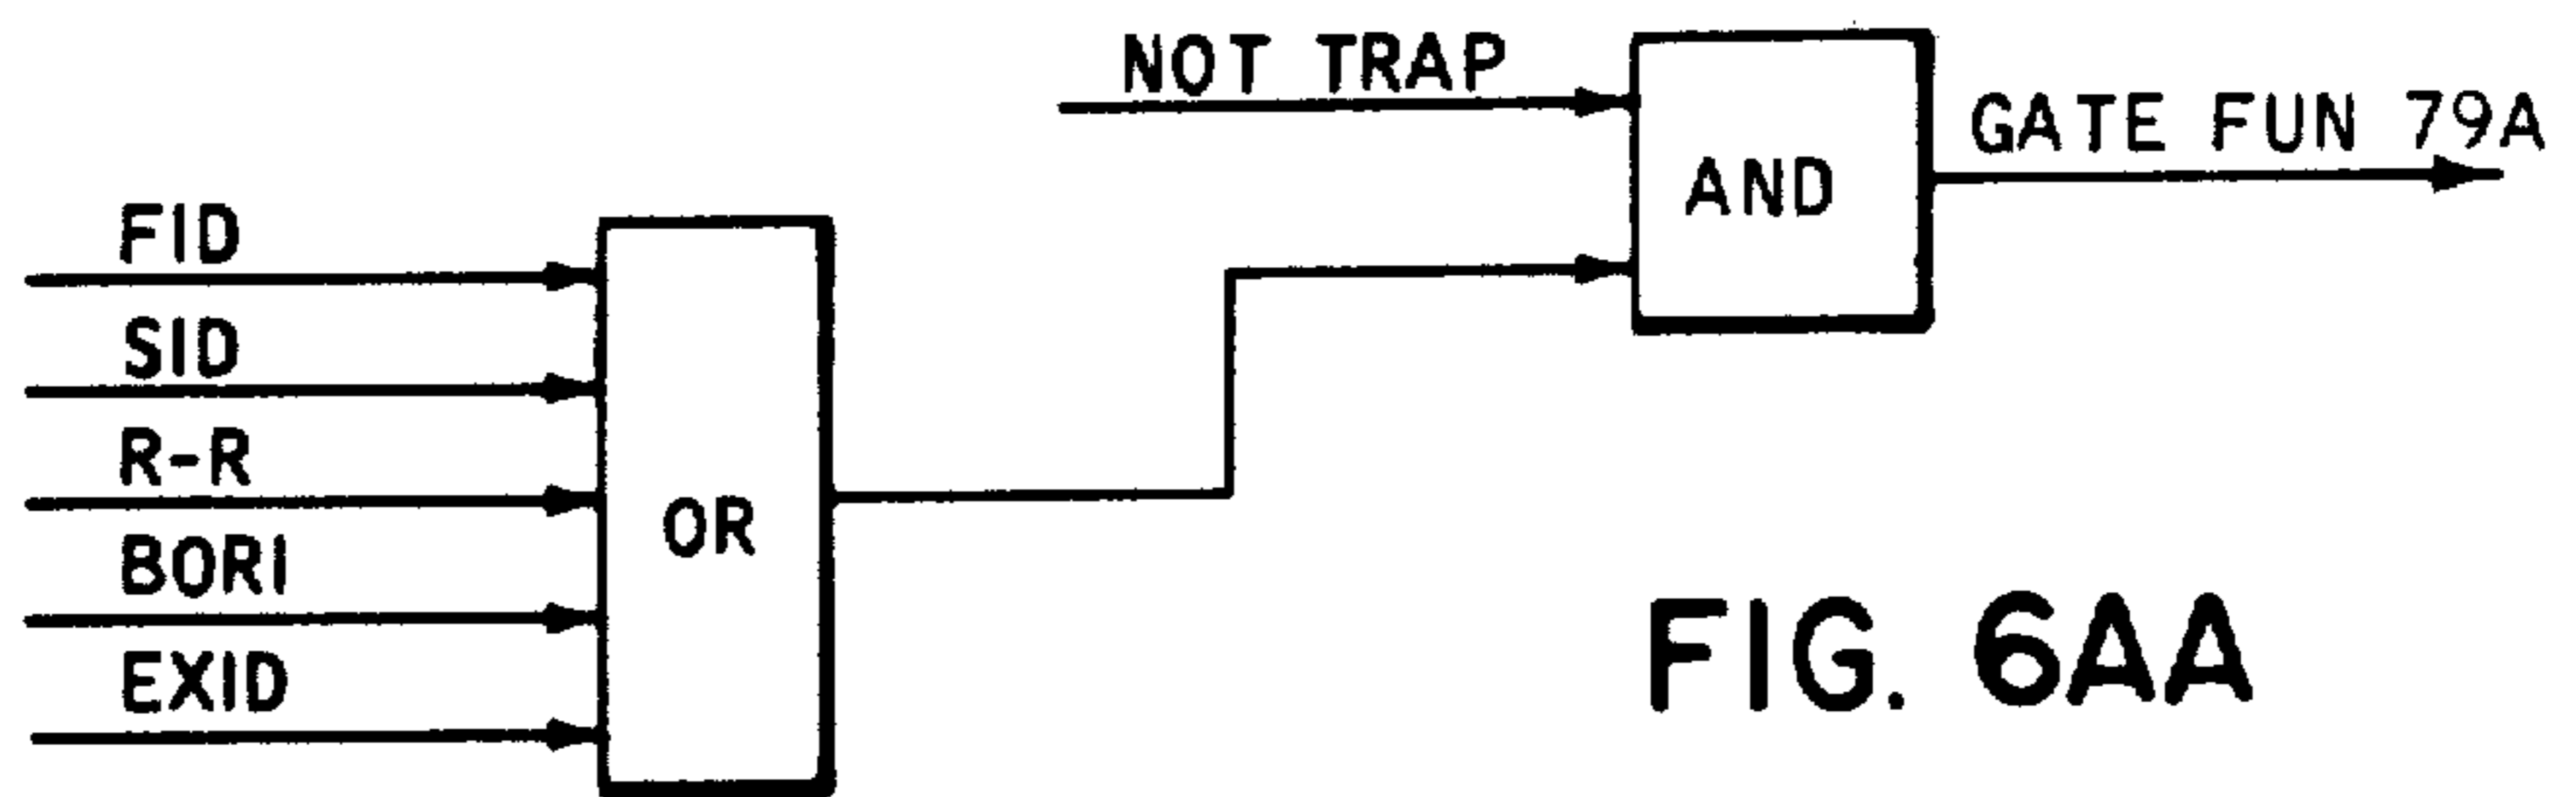 NOT TRAP
AND
GATE FUN 79A
FID
SID
R-R
BORI
EXID
OR
FIG. 6AA